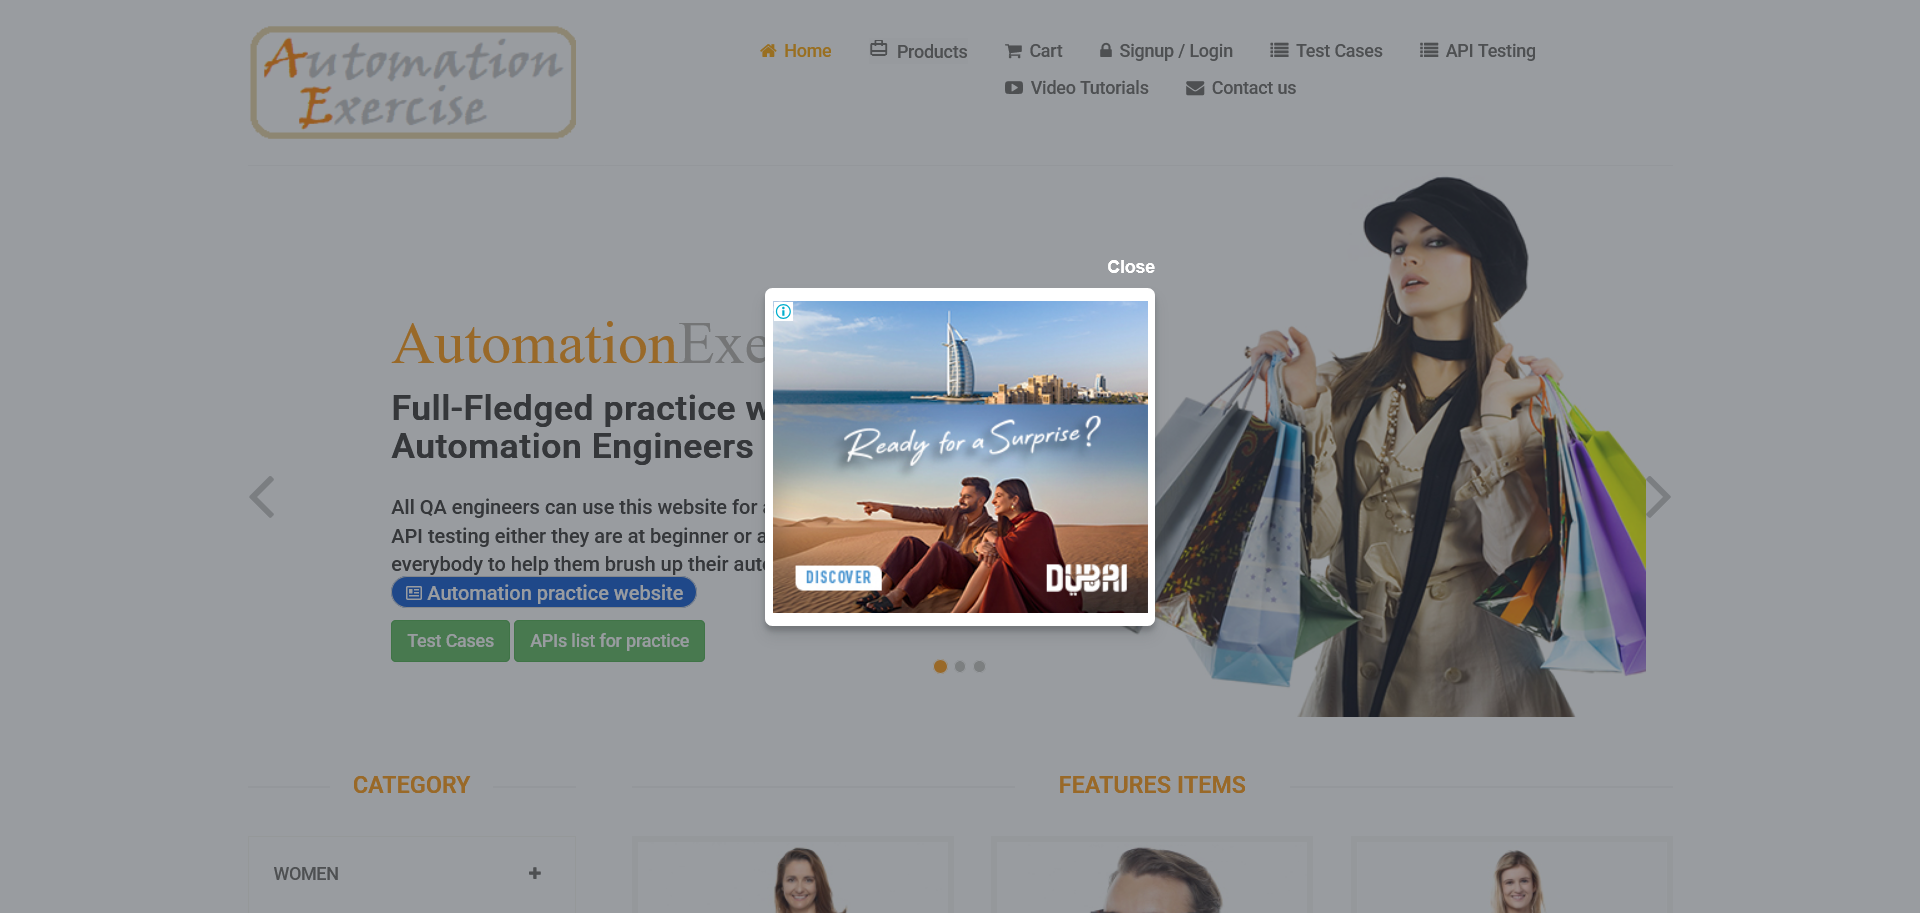 Automation
Exercise
Home
Products
Cart
Signup / Login
Test Cases
API Testing
Video Tutorials
Contact us
Close
AutomationExe
Full-Fledged practice w
Automation Engineers
All QA engineers can use this website for a
API testing either they are at beginner or a
everybody to help them brush up their auto
Automation practice website
Test Cases
APIs list for practice
Ready for a Surprise?
DISCOVER
DUBAI
CATEGORY
FEATURES ITEMS
WOMEN